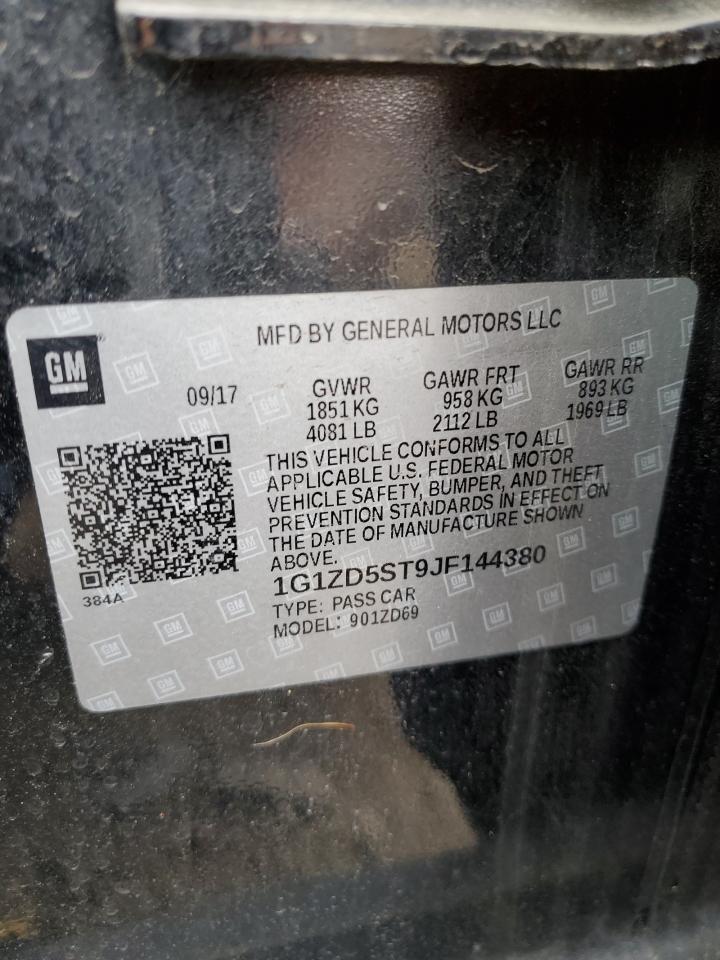 MFD BY GENERAL MOTORS LLC
GM
09/17
GVWR
1851 KG
4081 LB
GAWR FRT
958 KG
2112 LB
GAWR RR
893 KG
1969 LB
THIS VEHICLE CONFORMS TO ALL
APPLICABLE U.S. FEDERAL MOTOR
VEHICLE SAFETY, BUMPER, AND THEFT
PREVENTION STANDARDS IN EFFECT ON
THE DATE OF MANUFACTURE SHOWN
ABOVE.
384A
1G1ZD5ST9JF144380
TYPE: PASS CAR
MODEL: 901ZD69